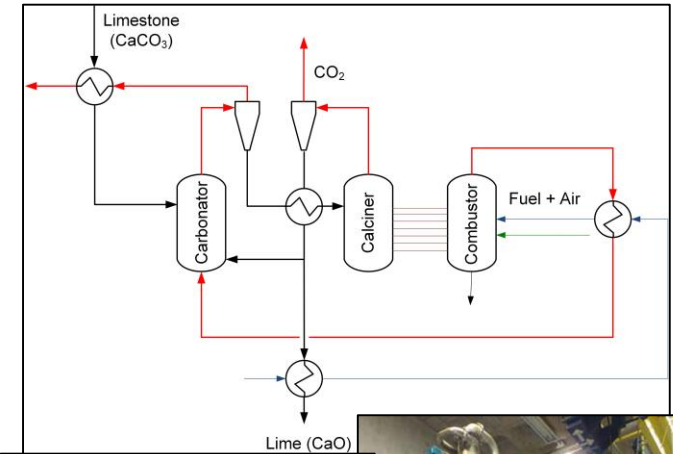 Limestone
(CaCO₃)
CO₂
Carbonator
Calciner
Combustor
Fuel + Air
Lime (CaO)